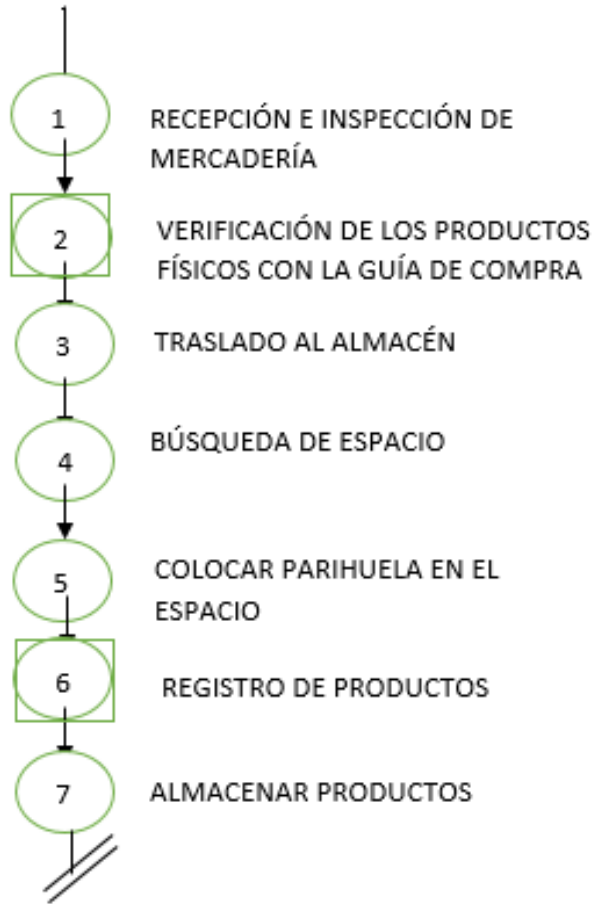 1
RECEPCIÓN E INSPECCIÓN DE
MERCADERÍA
2
VERIFICACIÓN DE LOS PRODUCTOS
FÍSICOS CON LA GUÍA DE COMPRA
3
TRASLADO AL ALMACÉN
4
BÚSQUEDA DE ESPACIO
5
COLOCAR PARIHUELA EN EL
ESPACIO
6
REGISTRO DE PRODUCTOS
7
ALMACENAR PRODUCTOS